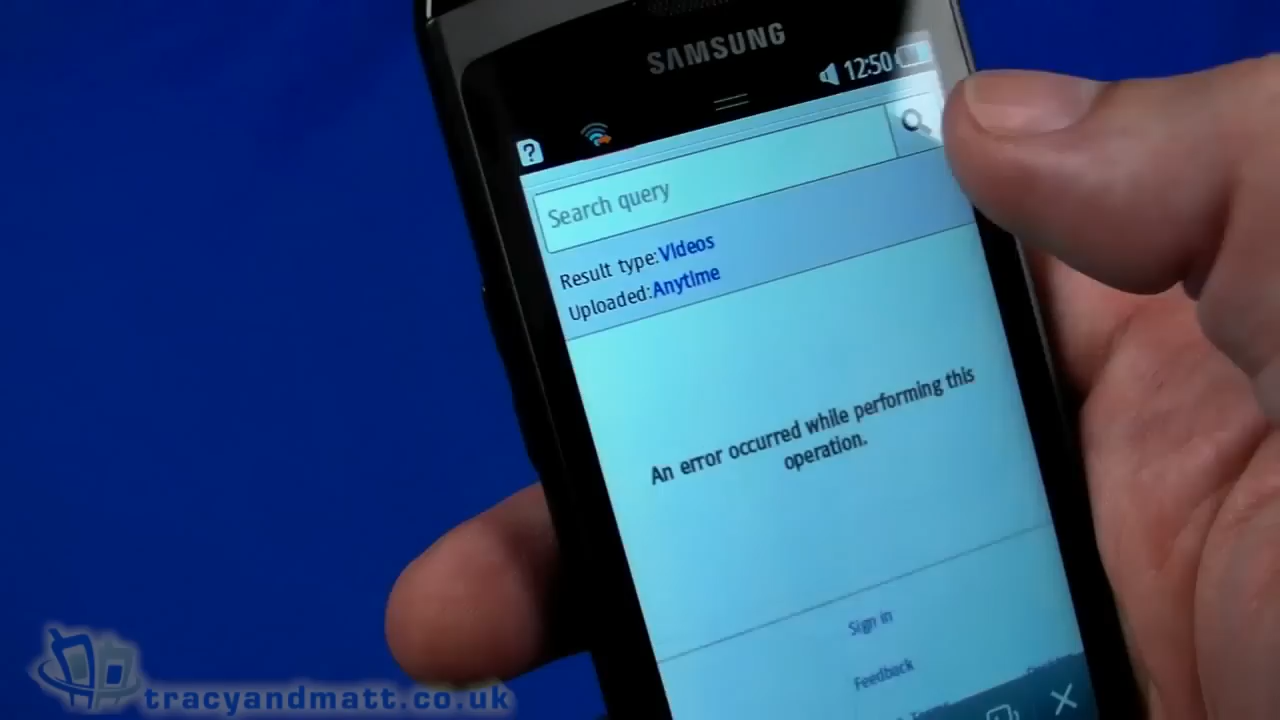 SAMSUNG
12:50
?
Search query
Result type:Videos
Uploaded:Anytime
An error occurred while performing this
operation.
Sign in
Feedback
tracyandmatt.co.uk